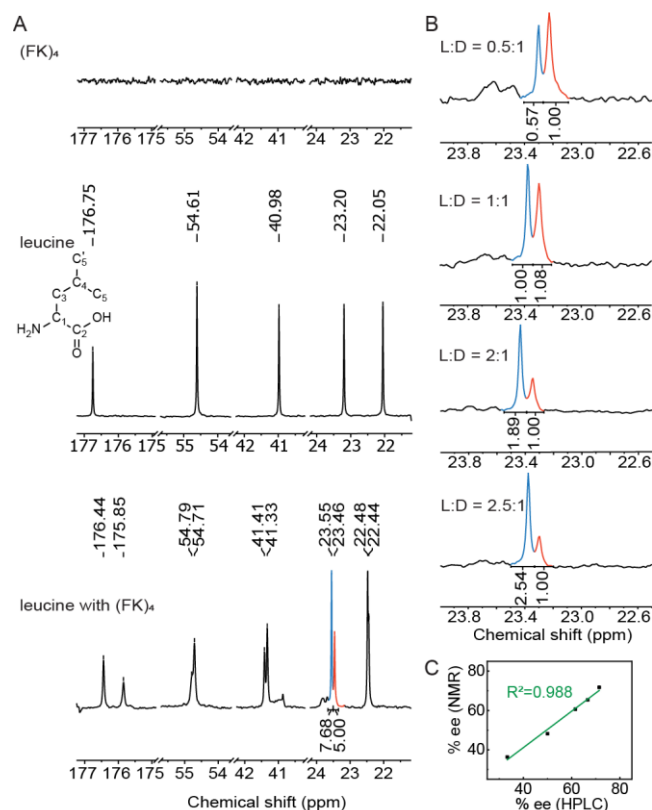 A
(FK)₄
177 176 175 55 54 42 41 24 23 22
-176.75
-54.61
-40.98
-23.20
-22.05
leucine
C₅'
C₄
C₃
C₅
C₁
OH
C₂
H₂N
O
177 176 175 55 54 42 41 24 23 22
-176.44
-175.85
<54.79
54.71
<41.41
41.33
<23.55
23.46
<22.48
22.44
leucine with (FK)₄
7.68
5.00
177 176 175 55 54 42 41 24 23 22
Chemical shift (ppm)
B
L:D = 0.5:1
0.57
1.00
23.8 23.4 23.0 22.6
L:D = 1:1
1.00
1.08
23.8 23.4 23.0 22.6
L:D = 2:1
1.89
1.00
23.8 23.4 23.0 22.6
L:D = 2.5:1
2.54
1.00
23.8 23.4 23.0 22.5
Chemical shift (ppm)
C
% ee (NMR)
80
60
40
R²=0.988
40 60 80
% ee (HPLC)